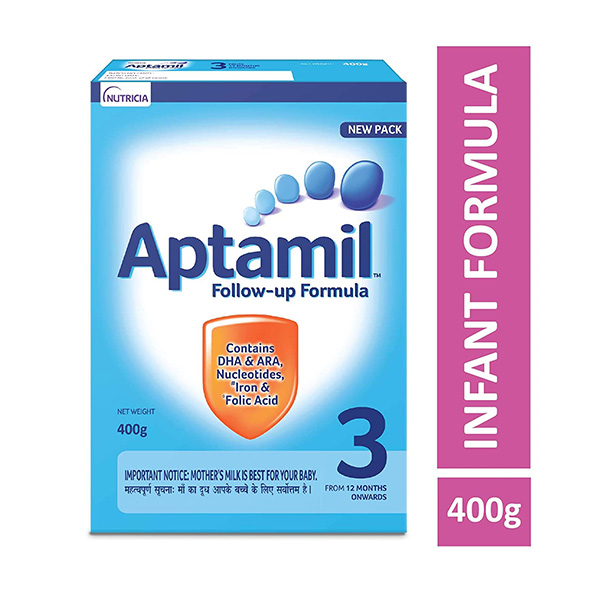 3
400g
NUTRICIA
NEW PACK
Aptamil™
Follow-up Formula
Contains
DHA & ARA,
Nucleotides,
#Iron &
*Folic Acid
NET WEIGHT
400g
3
FROM 12 MONTHS
ONWARDS
IMPORTANT NOTICE: MOTHER'S MILK IS BEST FOR YOUR BABY.
महत्वपूर्ण सूचना: माँ का दूध आपके बच्चे के लिए सर्वोत्तम है।
INFANT FORMULA
400g